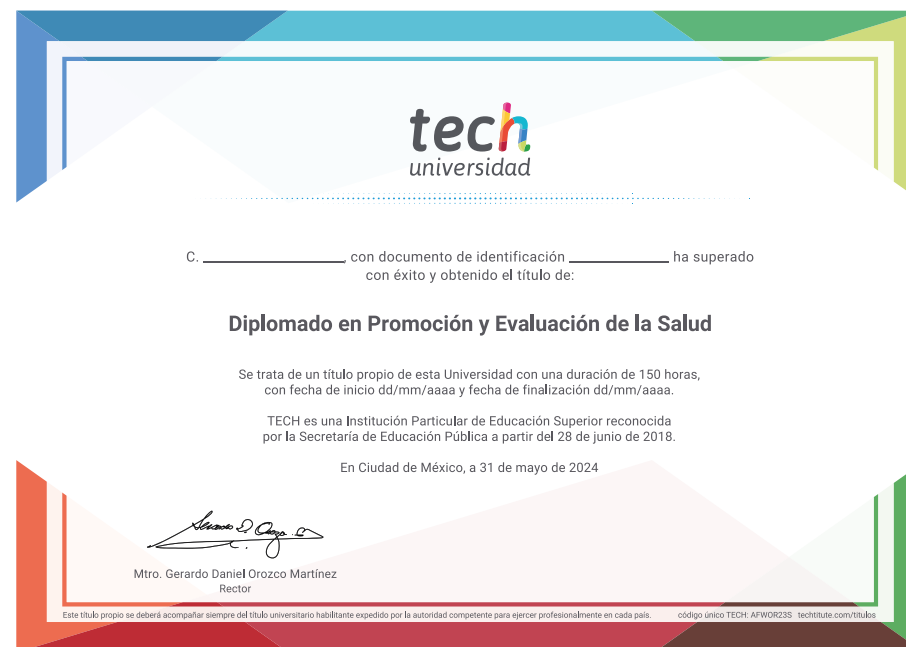 tech
universidad
C. ____________, con documento de identificación ____________ ha superado
con éxito y obtenido el título de:
Diplomado en Promoción y Evaluación de la Salud
Se trata de un título propio de esta Universidad con una duración de 150 horas,
con fecha de inicio dd/mm/aaaa y fecha de finalización dd/mm/aaaa.
TECH es una Institución Particular de Educación Superior reconocida
por la Secretaría de Educación Pública a partir del 28 de junio de 2018.
En Ciudad de México, a 31 de mayo de 2024
Mtro. Gerardo Daniel Orozco Martínez
Rector
Este título propio se deberá acompañar siempre del título universitario habilitante expedido por la autoridad competente para ejercer profesionalmente en cada país. código único TECH: AFWOR23S techtitute.com/titulos